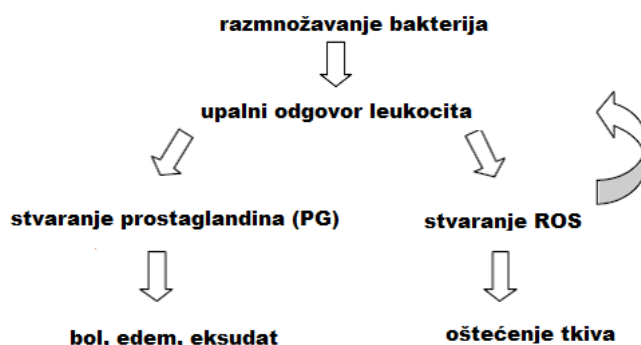 razmnožavanje bakterija
upalni odgovor leukocita
stvaranje prostaglandina (PG)
stvaranje ROS
bol, edem, eksudat
oštećenje tkiva